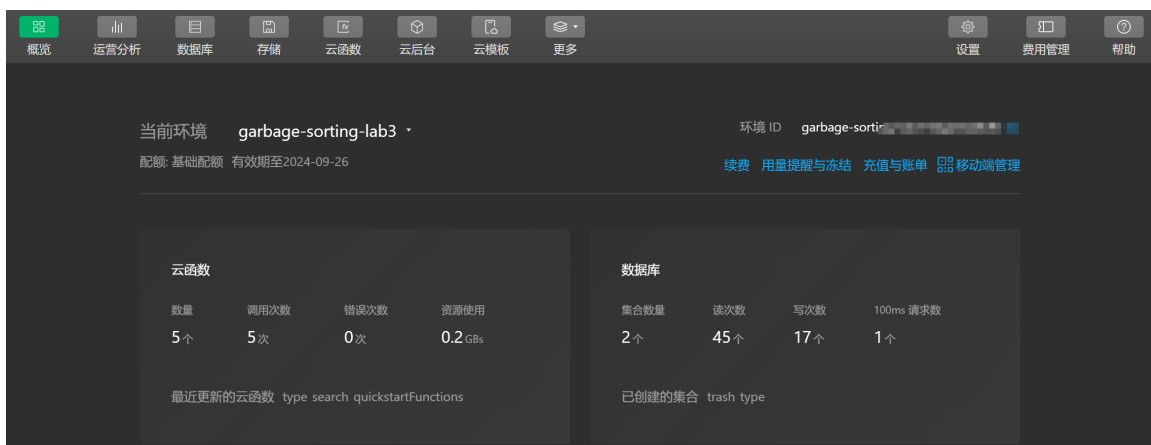 概览 运营分析 数据库 存储 云函数 云后台 云模板 更多 设置 费用管理 帮助
当前环境 garbage-sorting-lab3 环境 ID garbage-sortin
配额: 基础配额 有效期至2024-09-26 续费 用量提醒与冻结 充值与账单 移动端管理
云函数
数量 调用次数 错误次数 资源使用
5个 5次 0次 0.2 GBs
最近更新的云函数 type search quickstartFunctions
数据库
集合数量 读次数 写次数 100ms 请求数
2个 45个 17个 1个
已创建的集合 trash type